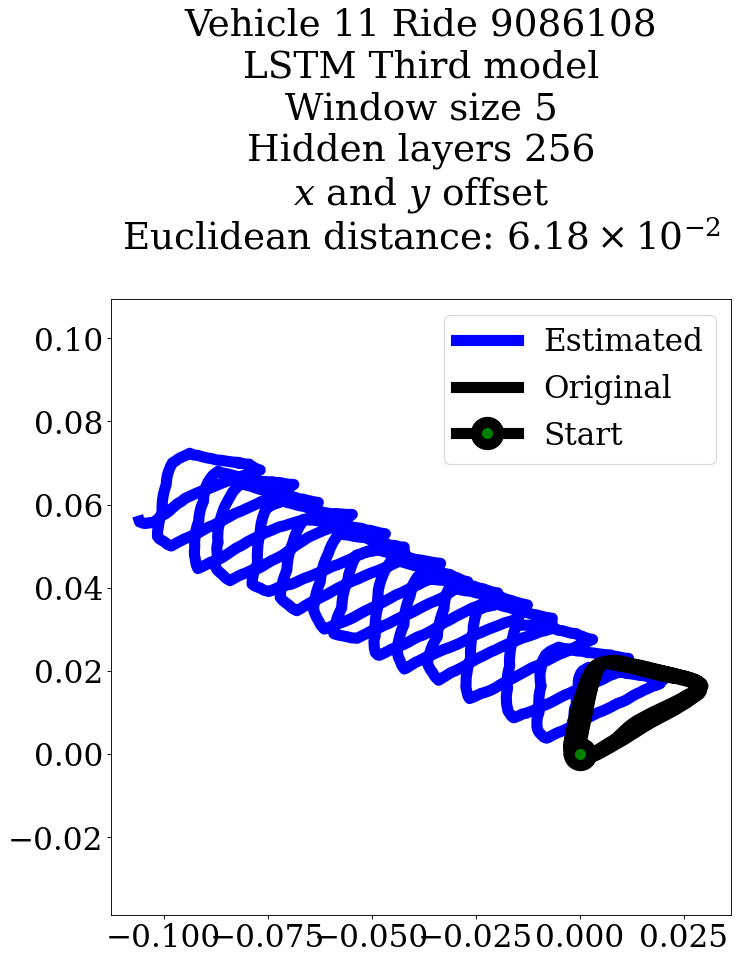 Vehicle 11 Ride 9086108
LSTM Third model
Window size 5
Hidden layers 256
x and y offset
Euclidean distance: 6.18 × 10⁻²
Estimated
Original
Start
0.10
0.08
0.06
0.04
0.02
0.00
−0.02
−0.100 −0.075 −0.050 −0.025 0.000 0.025